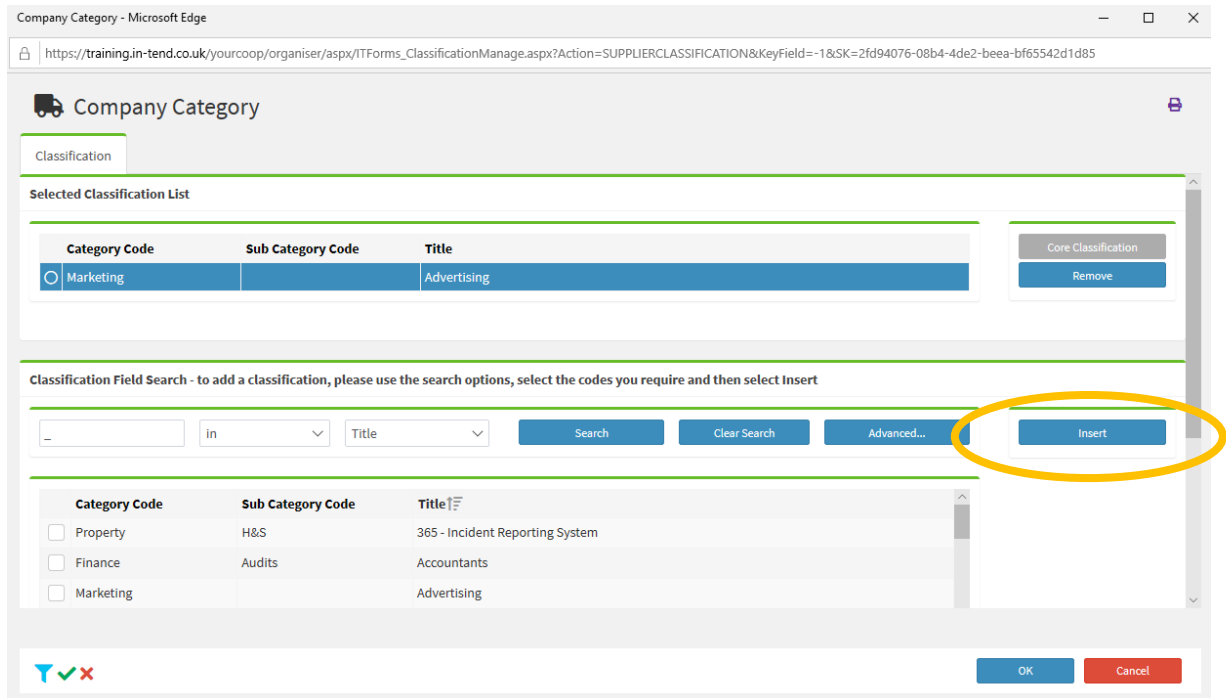 Company Category - Microsoft Edge
https://training.in-tend.co.uk/yourcoop/organiser/aspx/ITForms_ClassificationManage.aspx?Action=SUPPLIERCLASSIFICATION&KeyField=-1&SK=2fd94076-08b4-4de2-beea-bf65542d1d85
Company Category
Classification
Selected Classification List
Category Code Sub Category Code Title
Core Classification
Marketing Advertising
Remove
Classification Field Search - to add a classification, please use the search options, select the codes you require and then select Insert
_ in Title Search Clear Search Advanced... Insert
Category Code Sub Category Code Title
Property H&S 365 - Incident Reporting System
Finance Audits Accountants
Marketing Advertising
OK Cancel